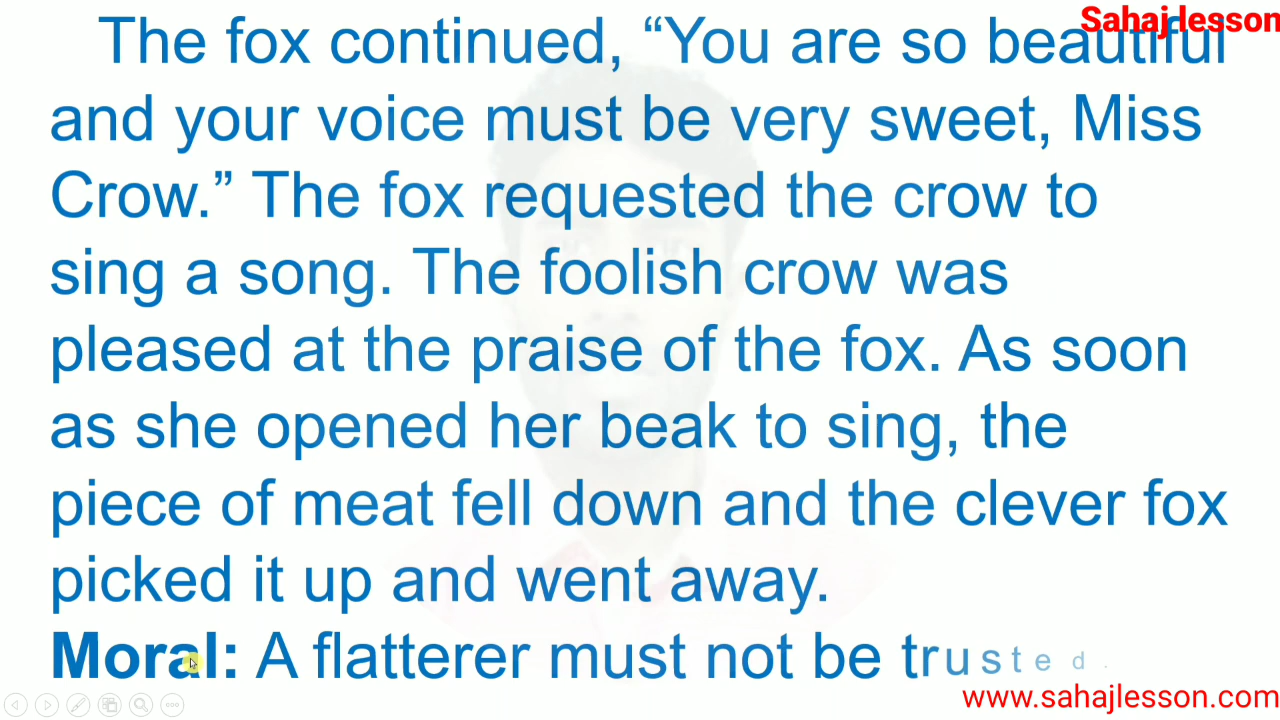 Sahaj lesson
The fox continued, “You are so beautiful
and your voice must be very sweet, Miss
Crow.” The fox requested the crow to
sing a song. The foolish crow was
pleased at the praise of the fox. As soon
as she opened her beak to sing, the
piece of meat fell down and the clever fox
picked it up and went away.
Moral: A flatterer must not be trusted.
www.sahajlesson.com